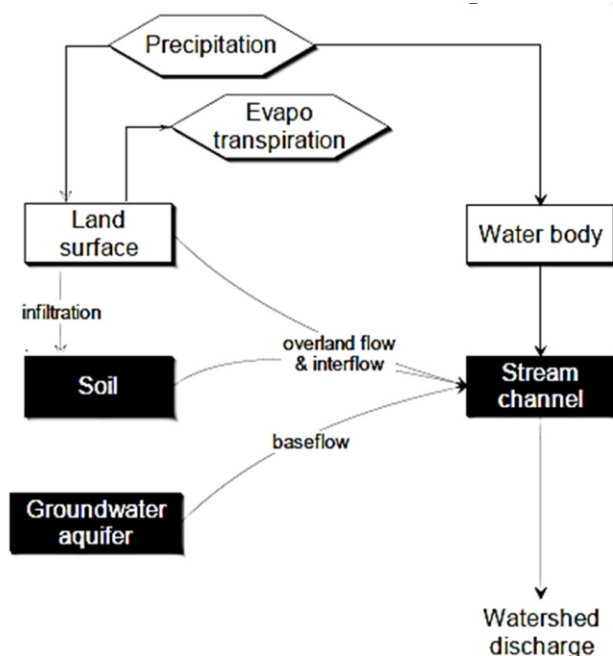 Precipitation
Evapo
transpiration
Land
surface
Water body
infiltration
overland flow
& interflow
Soil
Stream
channel
baseflow
Groundwater
aquifer
Watershed
discharge